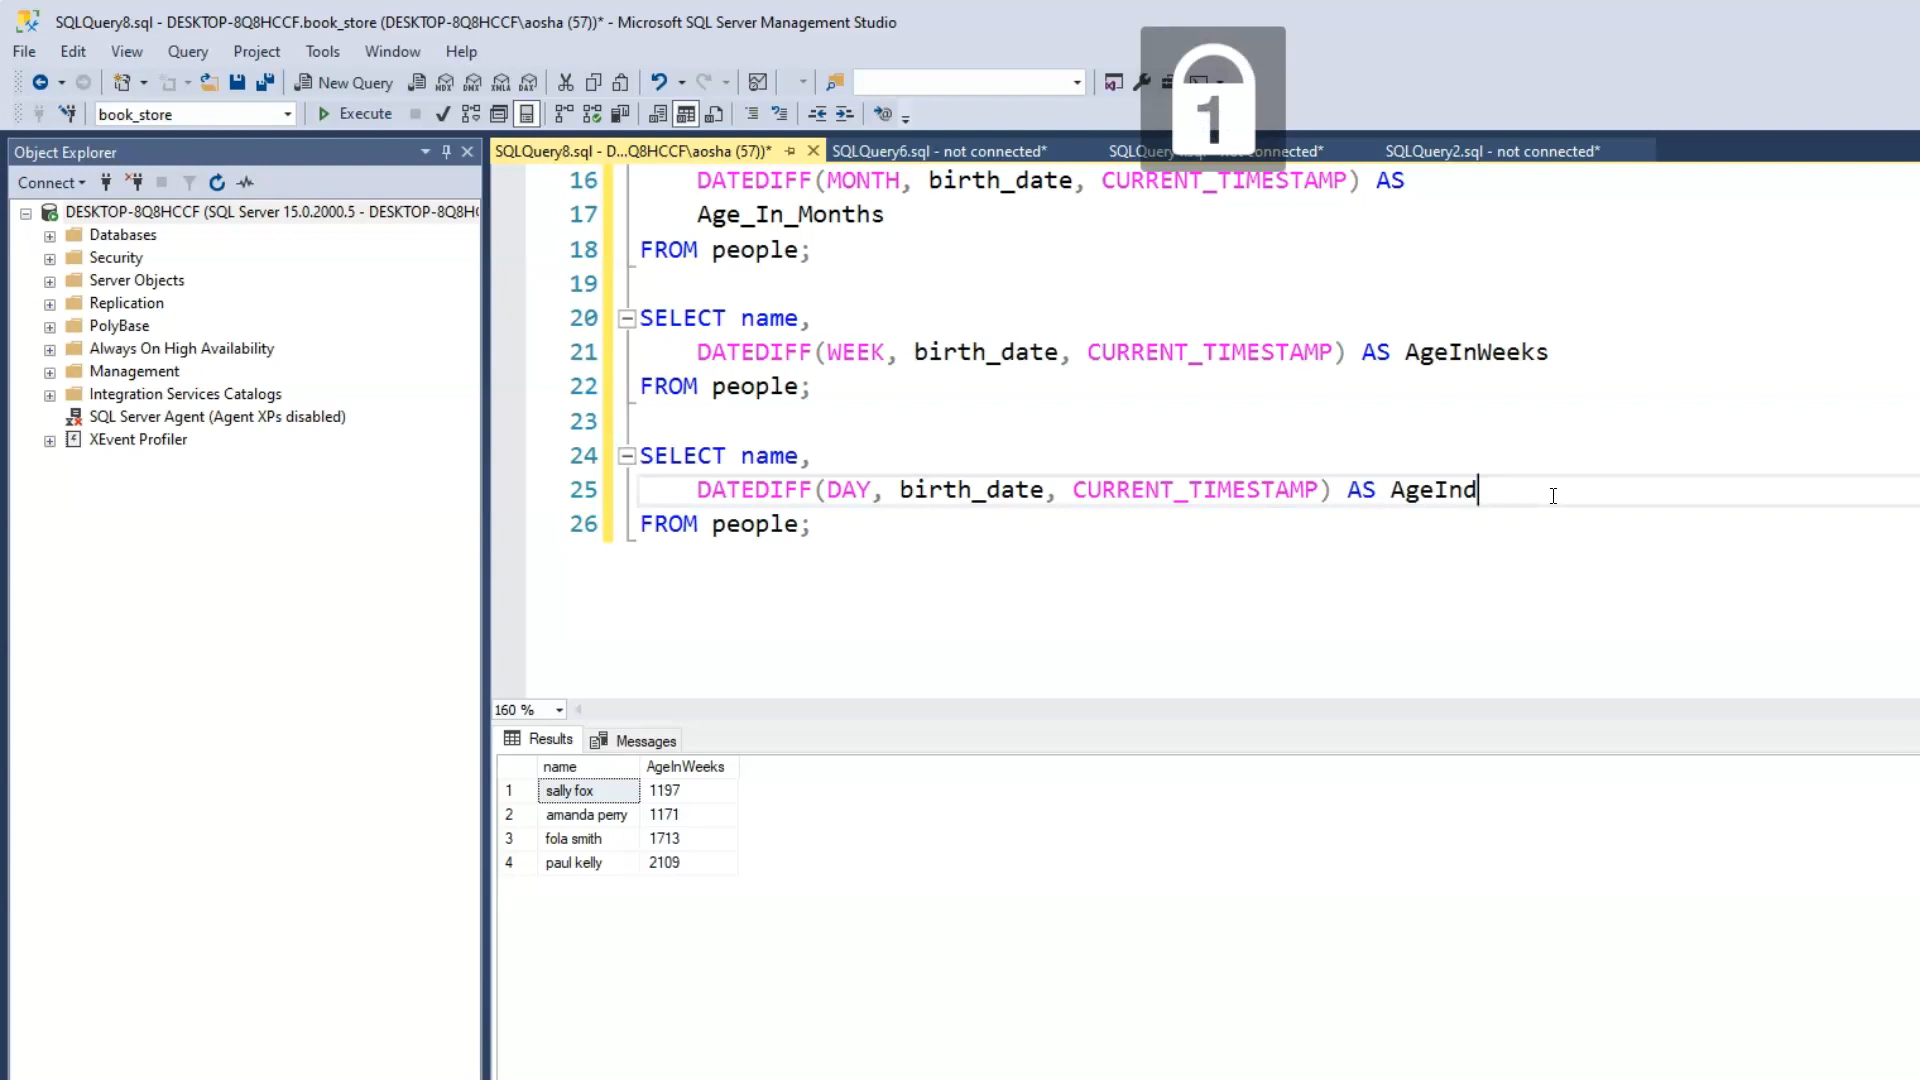 SQLQuery8.sql - DESKTOP-8Q8HCCF.book_store (DESKTOP-8Q8HCCF\aosha (57))* - Microsoft SQL Server Management Studio
File Edit View Query Project Tools Window Help
New Query
MDX DMX XMLA DAX
1
book_store
Execute
Object Explorer
Connect
DESKTOP-8Q8HCCF (SQL Server 15.0.2000.5 - DESKTOP-8Q8H
Databases
Security
Server Objects
Replication
PolyBase
Always On High Availability
Management
Integration Services Catalogs
SQL Server Agent (Agent XPs disabled)
XEvent Profiler
SQLQuery8.sql - D...Q8HCCF\aosha (57))* SQLQuery6.sql - not connected* SQLQuery onnected* SQLQuery2.sql - not connected*
16 DATEDIFF(MONTH, birth_date, CURRENT_TIMESTAMP) AS
17 Age_In_Months
18 FROM people;
19
20 SELECT name,
21 DATEDIFF(WEEK, birth_date, CURRENT_TIMESTAMP) AS AgeInWeeks
22 FROM people;
23
24 SELECT name,
25 DATEDIFF(DAY, birth_date, CURRENT_TIMESTAMP) AS AgeInd
26 FROM people;
160 %
Results Messages
name AgeInWeeks
1 sally fox 1197
2 amanda perry 1171
3 fola smith 1713
4 paul kelly 2109